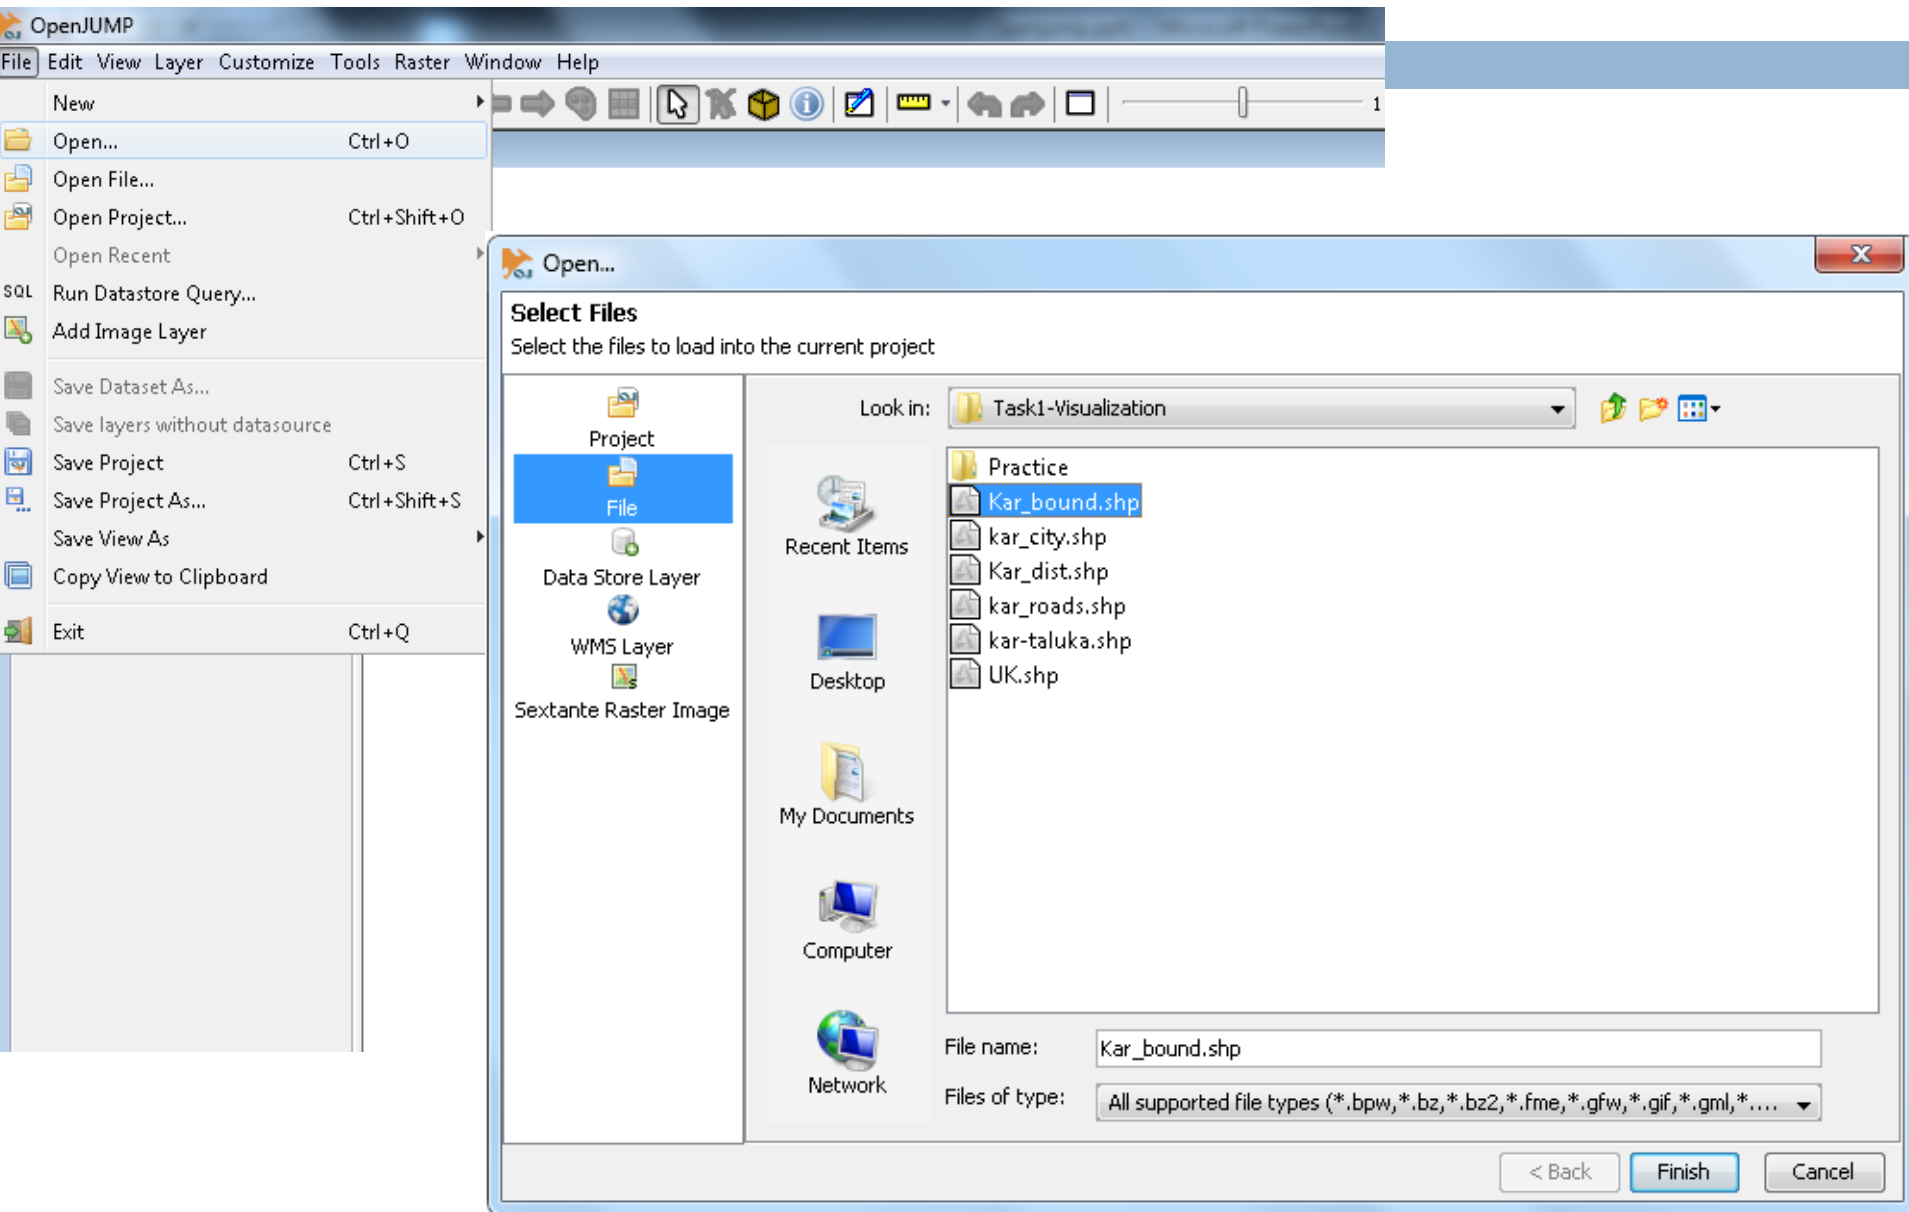 OpenJUMP
File Edit View Layer Customize Tools Raster Window Help
New
Open... Ctrl+O
Open File...
Open Project... Ctrl+Shift+O
Open Recent
SQL Run Datastore Query...
Add Image Layer
Save Dataset As...
Save layers without datasource
Save Project Ctrl+S
Save Project As... Ctrl+Shift+S
Save View As
Copy View to Clipboard
Exit Ctrl+Q
1
Open...
Select Files
Select the files to load into the current project
Project
File
Data Store Layer
WMS Layer
Sextante Raster Image
Look in: Task1-Visualization
Recent Items
Desktop
My Documents
Computer
Network
Practice
Kar_bound.shp
kar_city.shp
Kar_dist.shp
kar_roads.shp
kar-taluka.shp
UK.shp
File name: Kar_bound.shp
Files of type: All supported file types (*.bpw,*.bz,*.bz2,*.fme,*.gfw,*.gif,*.gml,*....
< Back Finish Cancel